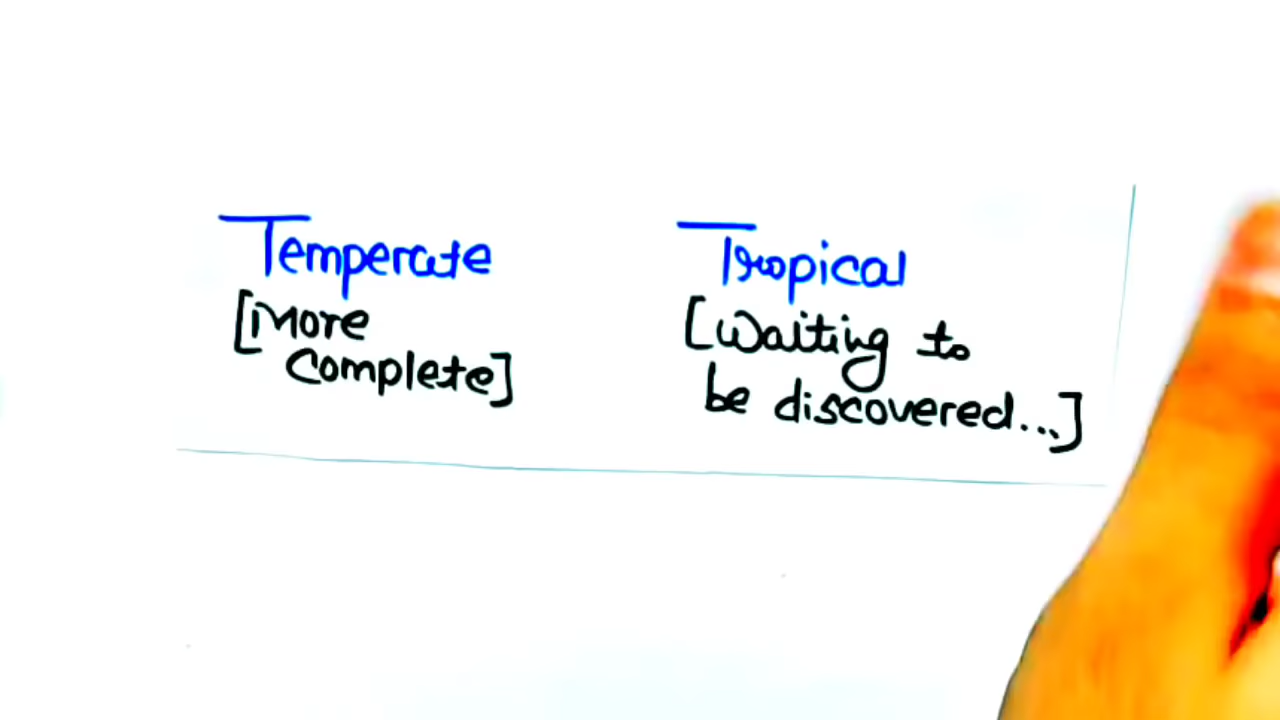 Temperate
[More
complete]
Tropical
[Waiting to
be discovered...]